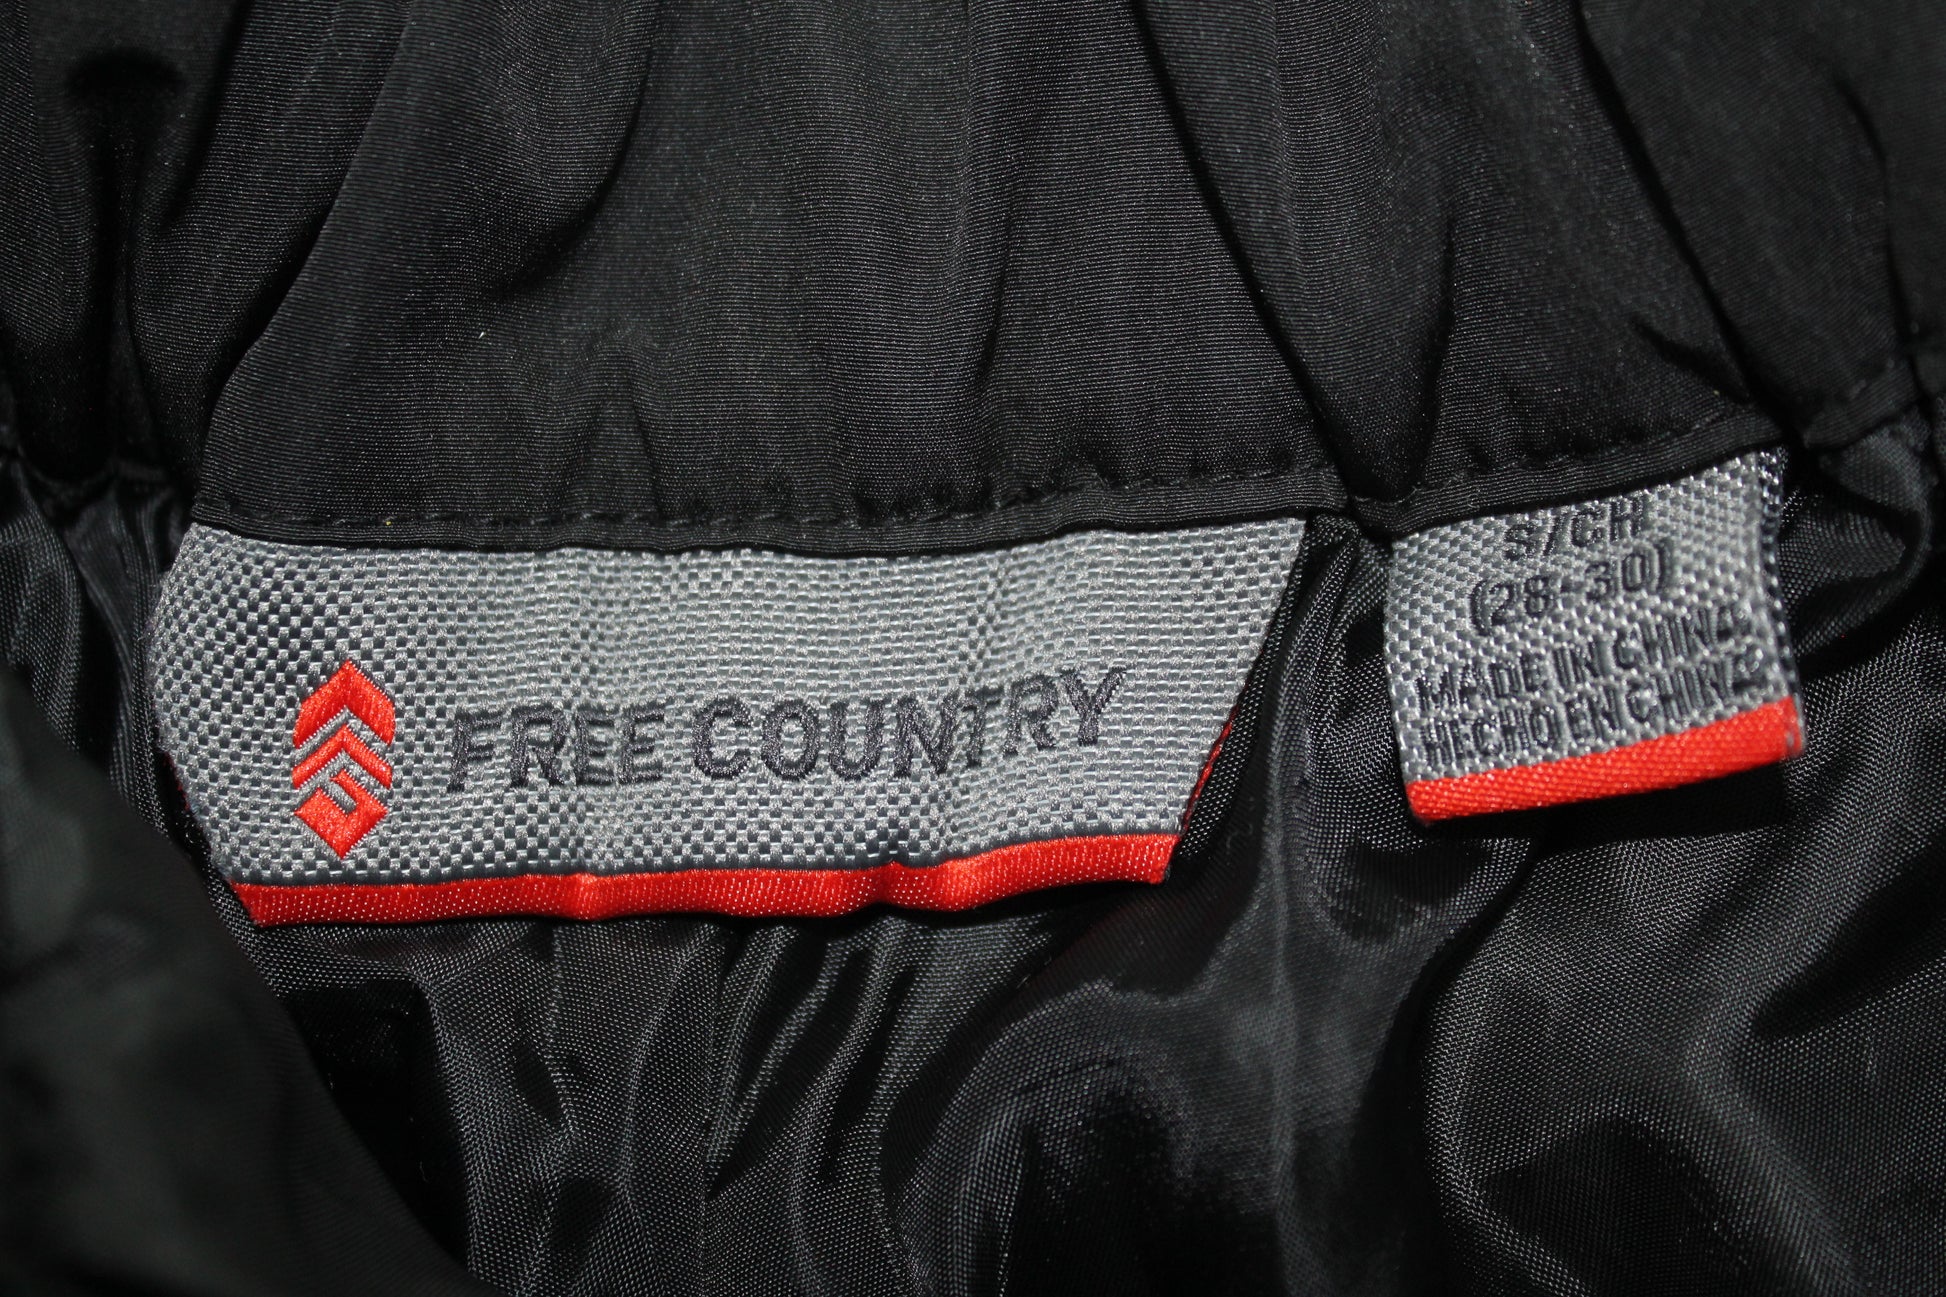 FREE COUNTRY
S/CH
(28-30)
MADE IN CHINA
HECHO EN CHINA